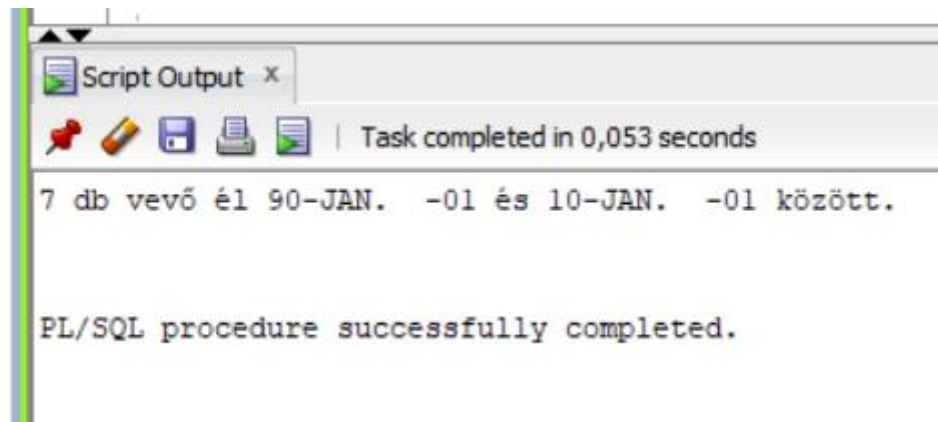 Script Output x
Task completed in 0,053 seconds
7 db vevő él 90-JAN.  -01 és 10-JAN.  -01 között.
PL/SQL procedure successfully completed.